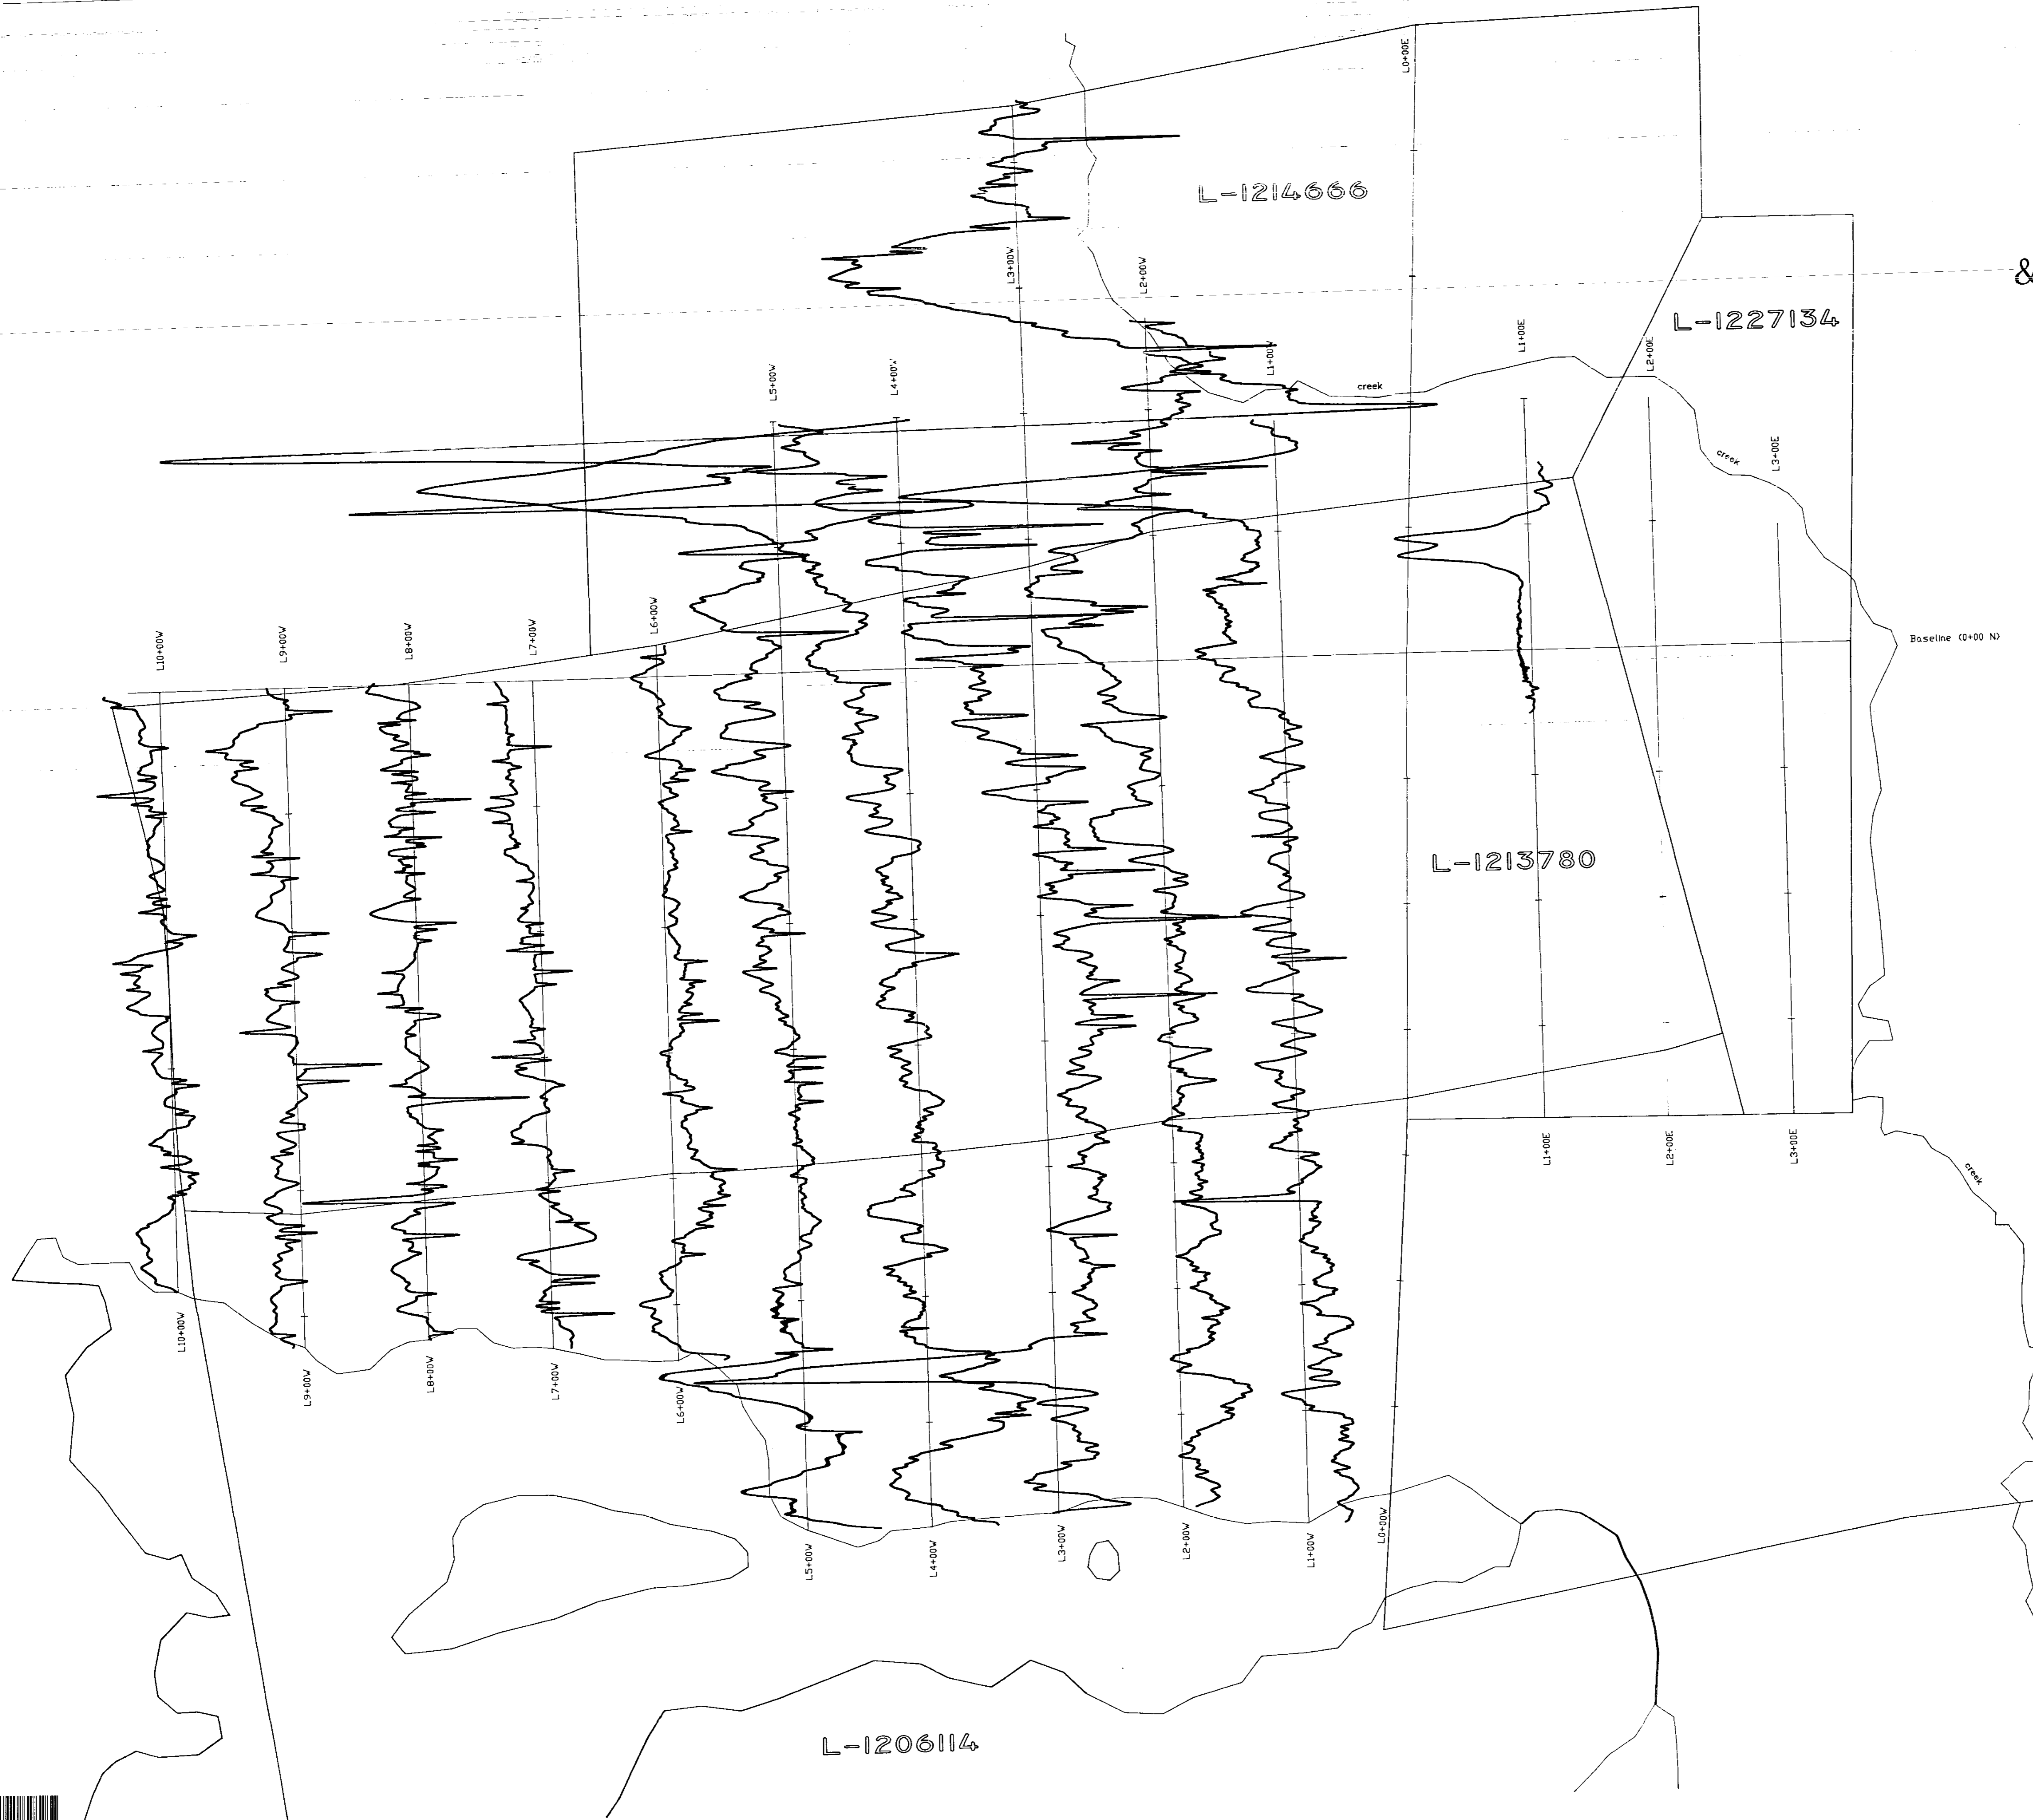 L0+00E
L-1214666
L3+00W
L2+00W
&
L-1227134
L1+00E
L2+00E
L1+00W
L5+00W
L4+00W
creek
L3+00E
creek
L10+00W
L9+00W
L8+00W
L7+00W
L6+00W
Baseline (0+00 N)
L-1213780
L1+00E
L2+00E
L3+00E
creek
L10+00W
L9+00W
L8+00W
L7+00W
L6+00W
L5+00W
L4+00W
L3+00W
L2+00W
L1+00W
L0+00W
L-1206114